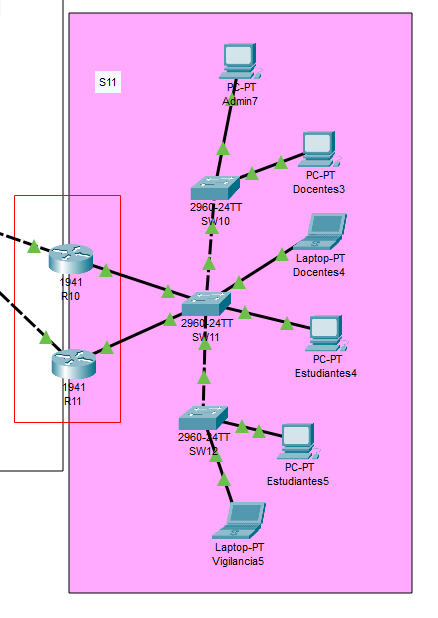 S11
PC-PT
Admin7
PC-PT
Docentes3
2960-24TT
SW10
Laptop-PT
Docentes4
1941
R10
2960-24TT
SW11
PC-PT
Estudiantes4
1941
R11
2960-24TT
SW12
PC-PT
Estudiantes5
Laptop-PT
Vigilancia5